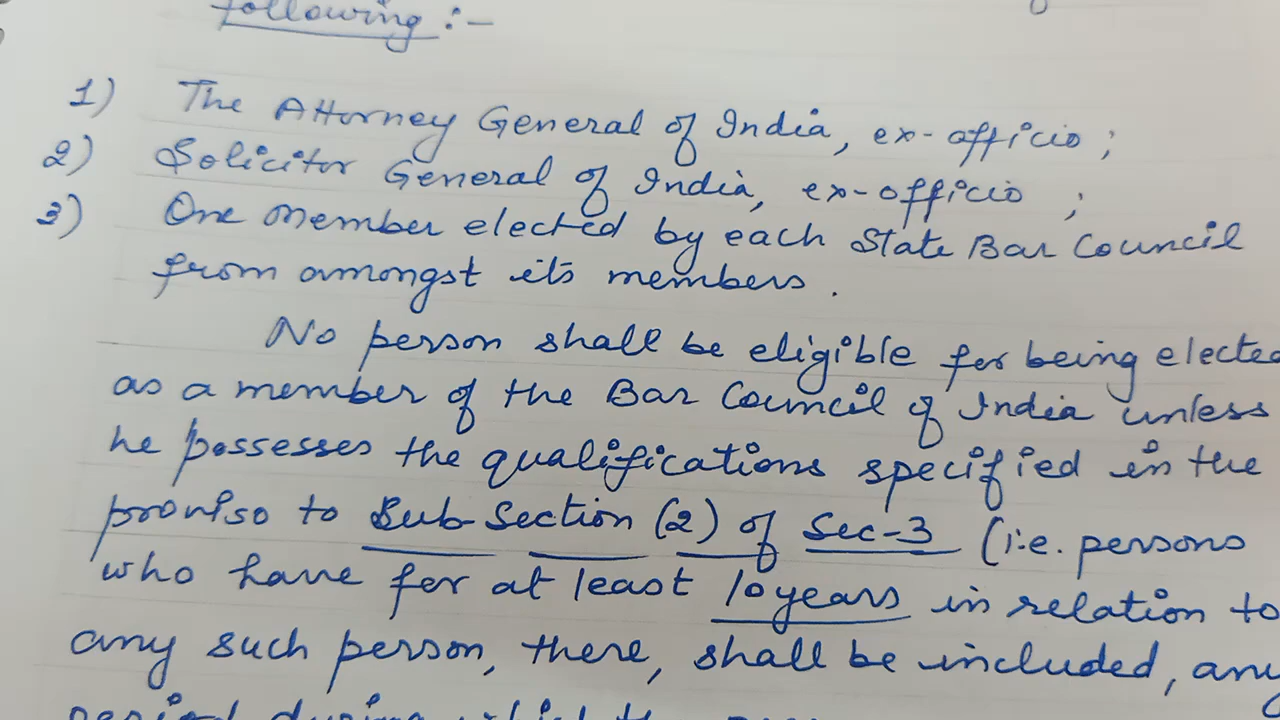 following :-
1) The Attorney General of India, ex-officio ;
2) Solicitor General of India, ex-officio ;
3) One member elected by each State Bar Council
from amongst its members.
No person shall be eligible for being elected
as a member of the Bar Council of India unless
he possesses the qualifications specified in the
proviso to Sub-Section (2) of Sec-3 (i.e. persons
who have for at least 10 years in relation to
any such person, there, shall be included, any
period during which the